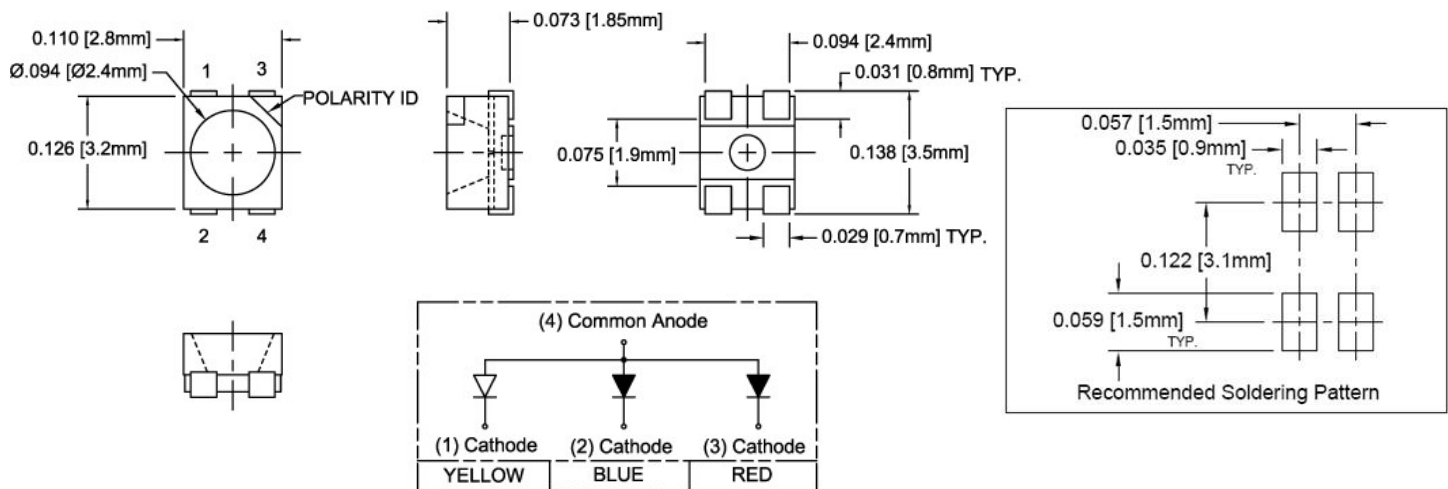 0.110 [2.8mm]
Ø.094 [Ø2.4mm]
1
3
POLARITY ID
0.126 [3.2mm]
2
4
0.073 [1.85mm]
0.094 [2.4mm]
0.031 [0.8mm] TYP.
0.075 [1.9mm]
0.138 [3.5mm]
0.029 [0.7mm] TYP.
0.057 [1.5mm]
0.035 [0.9mm]
TYP.
0.122 [3.1mm]
0.059 [1.5mm]
TYP.
Recommended Soldering Pattern
(4) Common Anode
(1) Cathode
(2) Cathode
(3) Cathode
YELLOW
BLUE
RED